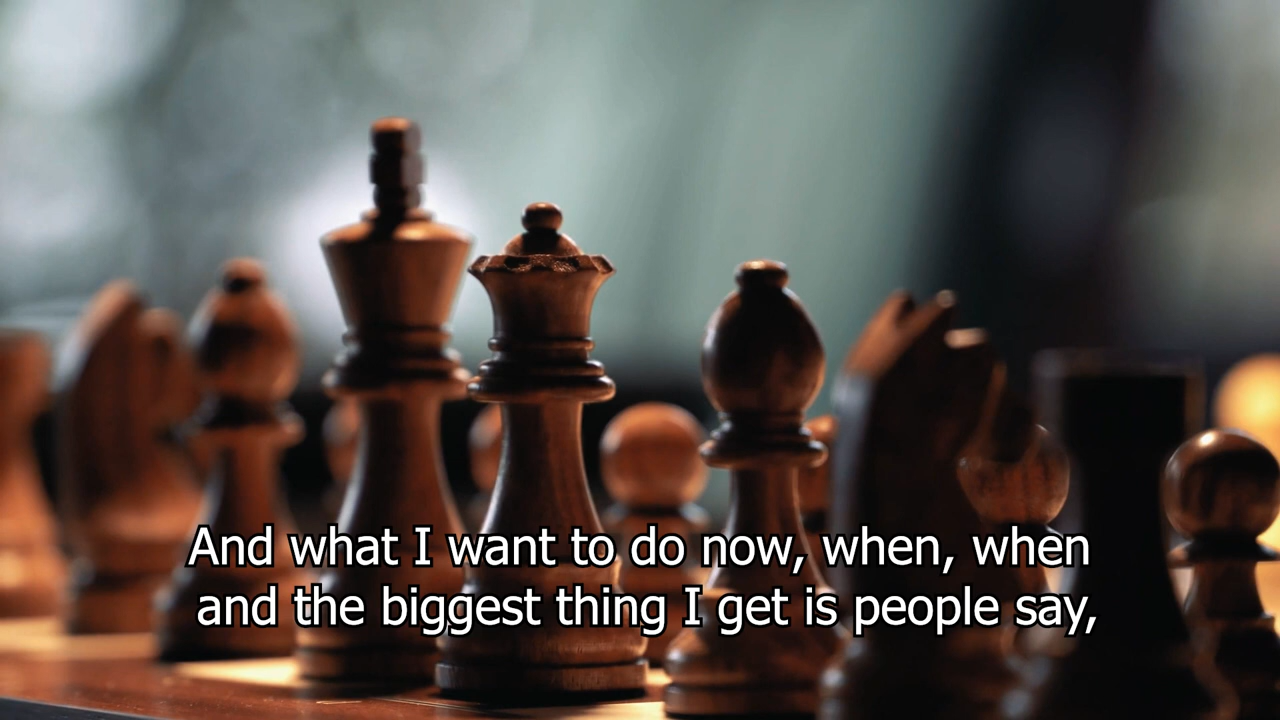 And what I want to do now, when, when
and the biggest thing I get is people say,